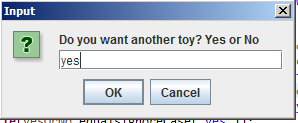 Input
Do you want another toy? Yes or No
yes
OK
Cancel